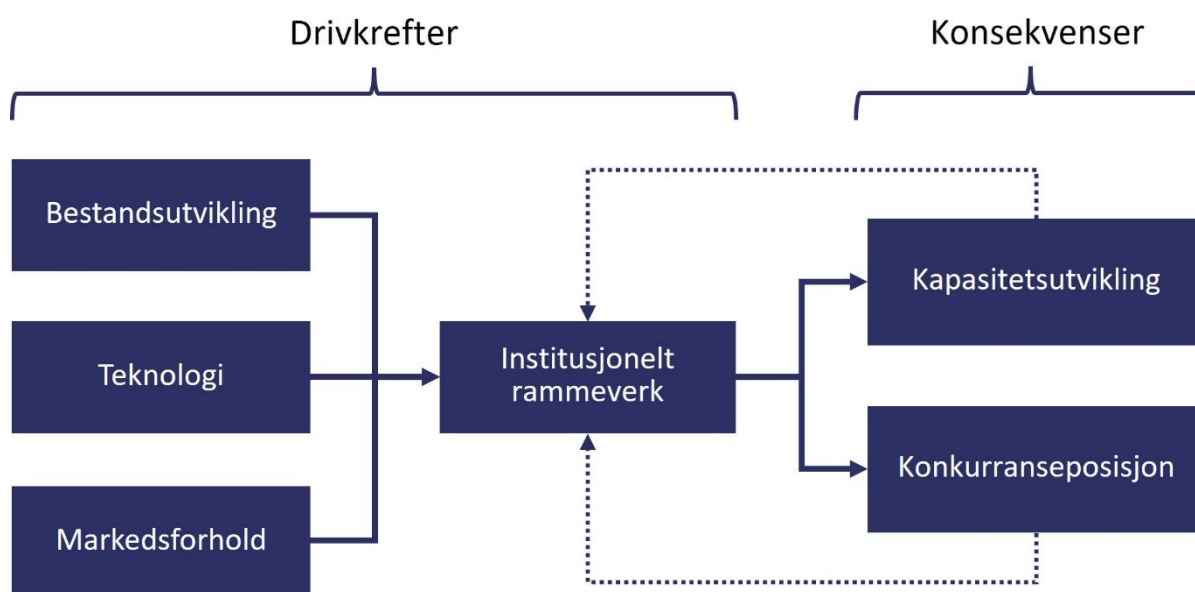 Drivkrefter
Konsekvenser
Bestandsutvikling
Teknologi
Markedsforhold
Institusjonelt
rammeverk
Kapasitetsutvikling
Konkurranseposisjon